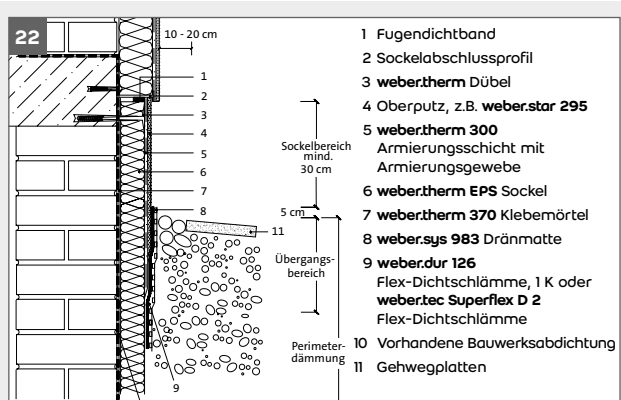 22
10 - 20 cm
1
2
3
4
5
6
7
8
11
9
Sockelbereich
mind.
30 cm
5 cm
Übergangs-
bereich
Perimeter-
dämmung
1 Fugendichtband
2 Sockelabschlussprofil
3 weber.therm Dübel
4 Oberputz, z.B. weber.star 295
5 weber.therm 300
Armierungsschicht mit
Armierungsgewebe
6 weber.therm EPS Sockel
7 weber.therm 370 Klebemörtel
8 weber.sys 983 Dränmatte
9 weber.dur 126
Flex-Dichtschlämme, 1 K oder
weber.tec Superflex D 2
Flex-Dichtschlämme
10 Vorhandene Bauwerksabdichtung
11 Gehwegplatten